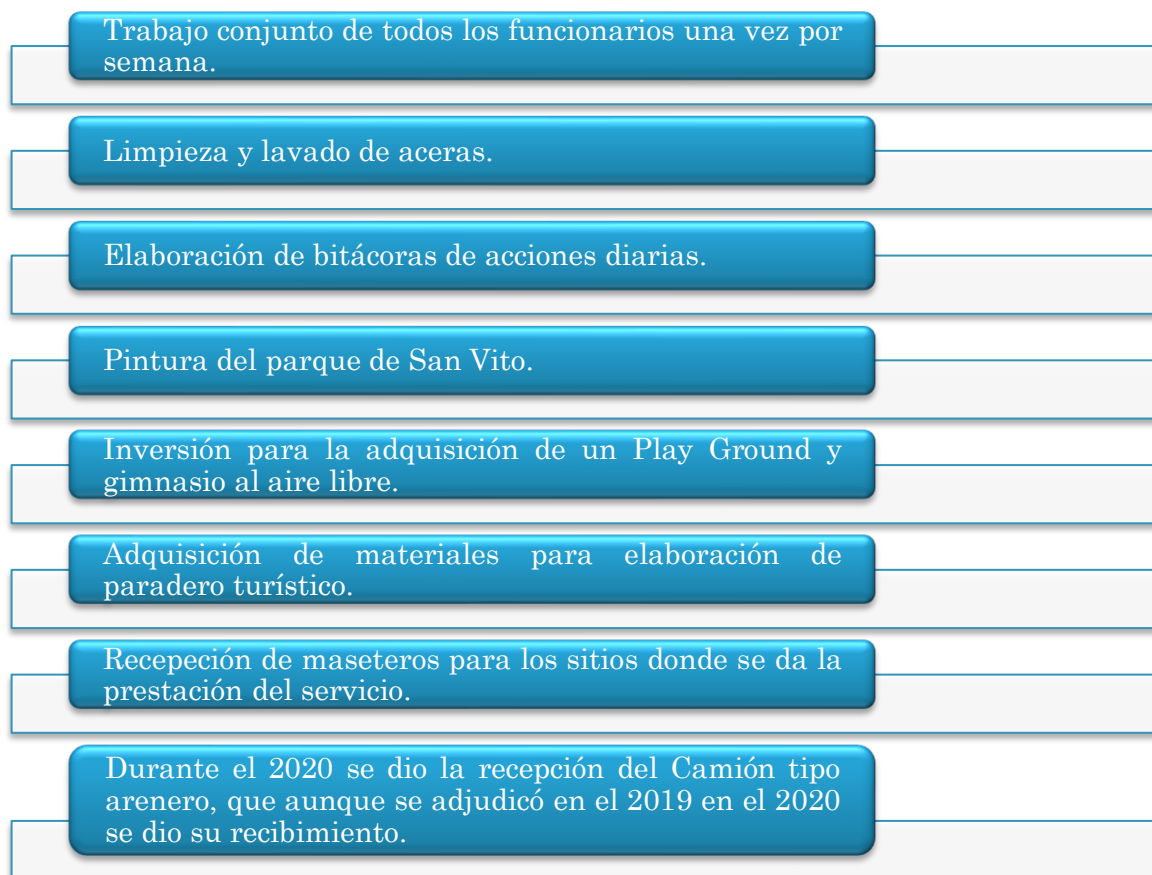 Trabajo conjunto de todos los funcionarios una vez por
semana.
Limpieza y lavado de aceras.
Elaboración de bitácoras de acciones diarias.
Pintura del parque de San Vito.
Inversión para la adquisición de un Play Ground y
gimnasio al aire libre.
Adquisición de materiales para elaboración de
paradero turístico.
Recepeción de maseteros para los sitios donde se da la
prestación del servicio.
Durante el 2020 se dio la recepción del Camión tipo
arenero, que aunque se adjudicó en el 2019 en el 2020
se dio su recibimiento.